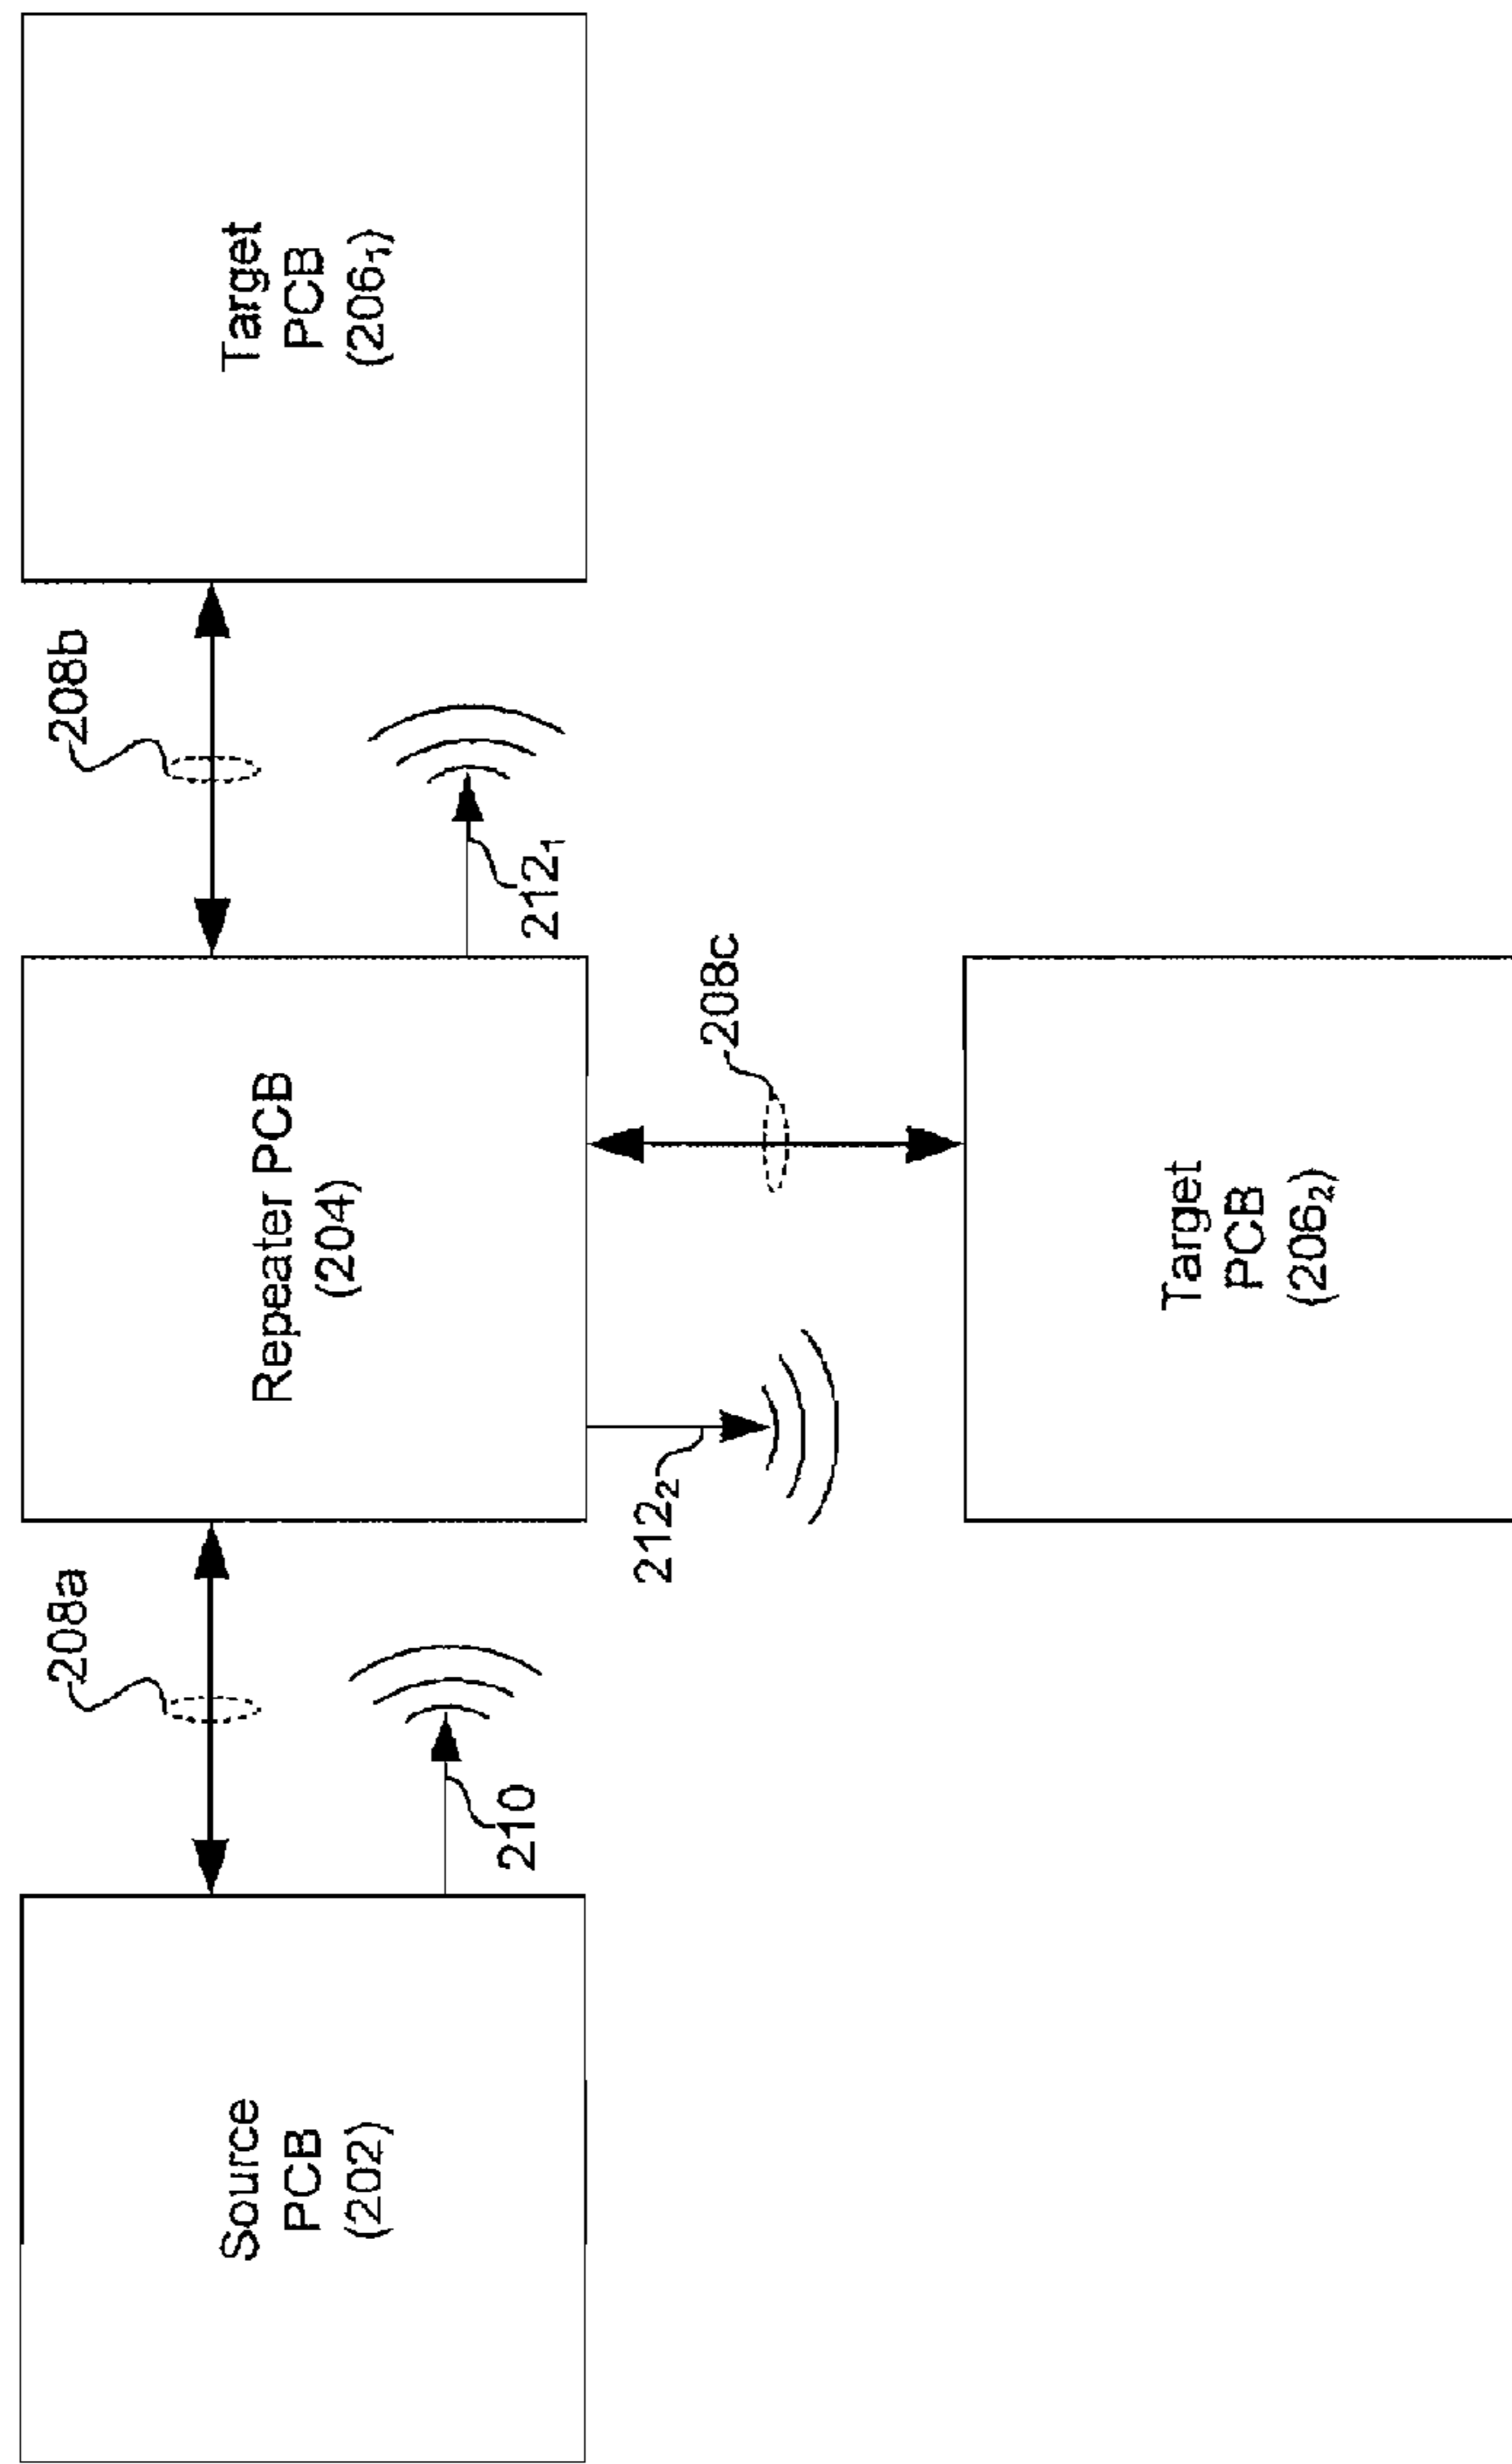 Source
PCB
(202)
208a
210
Repeater PCB
(204)
212₂
208c
208b
212₁
Target
PCB
(206₁)
Target
PCB
(206₂)